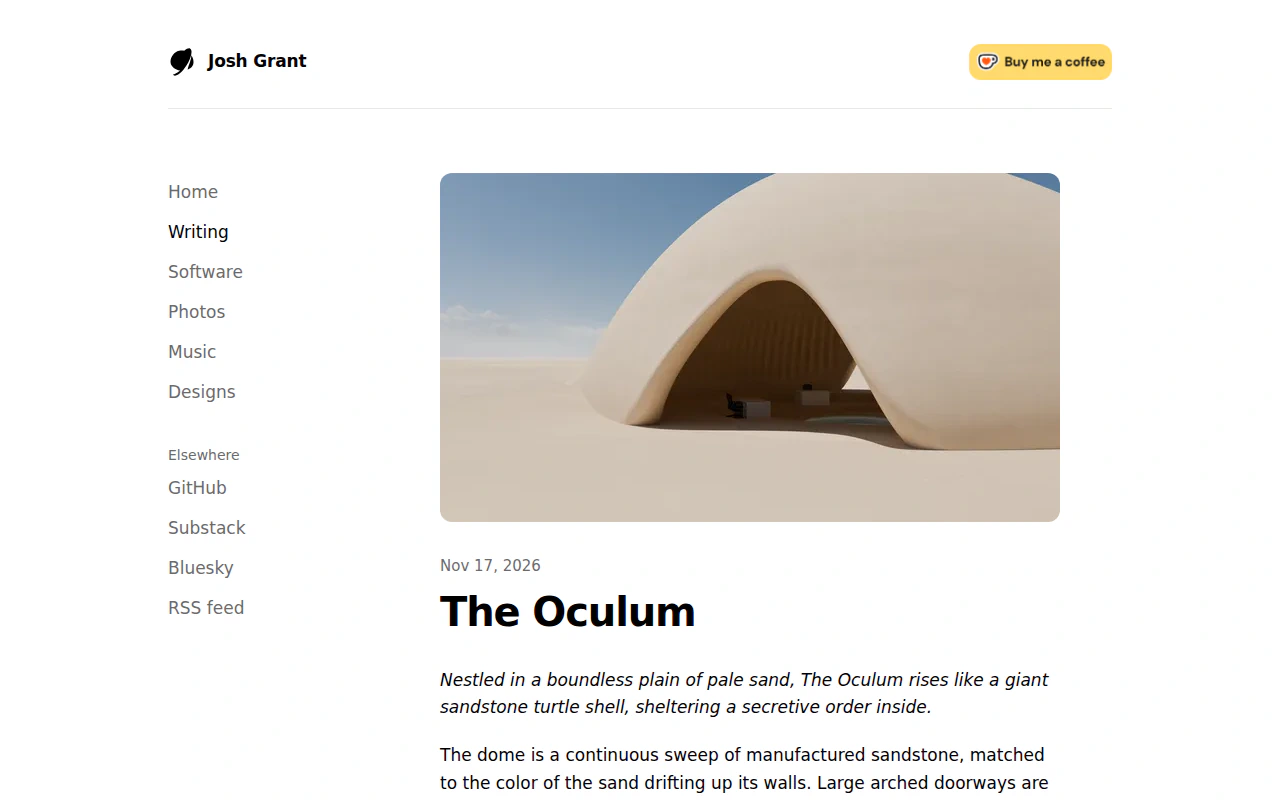 Josh Grant
Buy me a coffee
Home
Writing
Software
Photos
Music
Designs
Elsewhere
GitHub
Substack
Bluesky
RSS feed
Nov 17, 2026
The Oculum
Nestled in a boundless plain of pale sand, The Oculum rises like a giant
sandstone turtle shell, sheltering a secretive order inside.
The dome is a continuous sweep of manufactured sandstone, matched
to the color of the sand drifting up its walls. Large arched doorways are